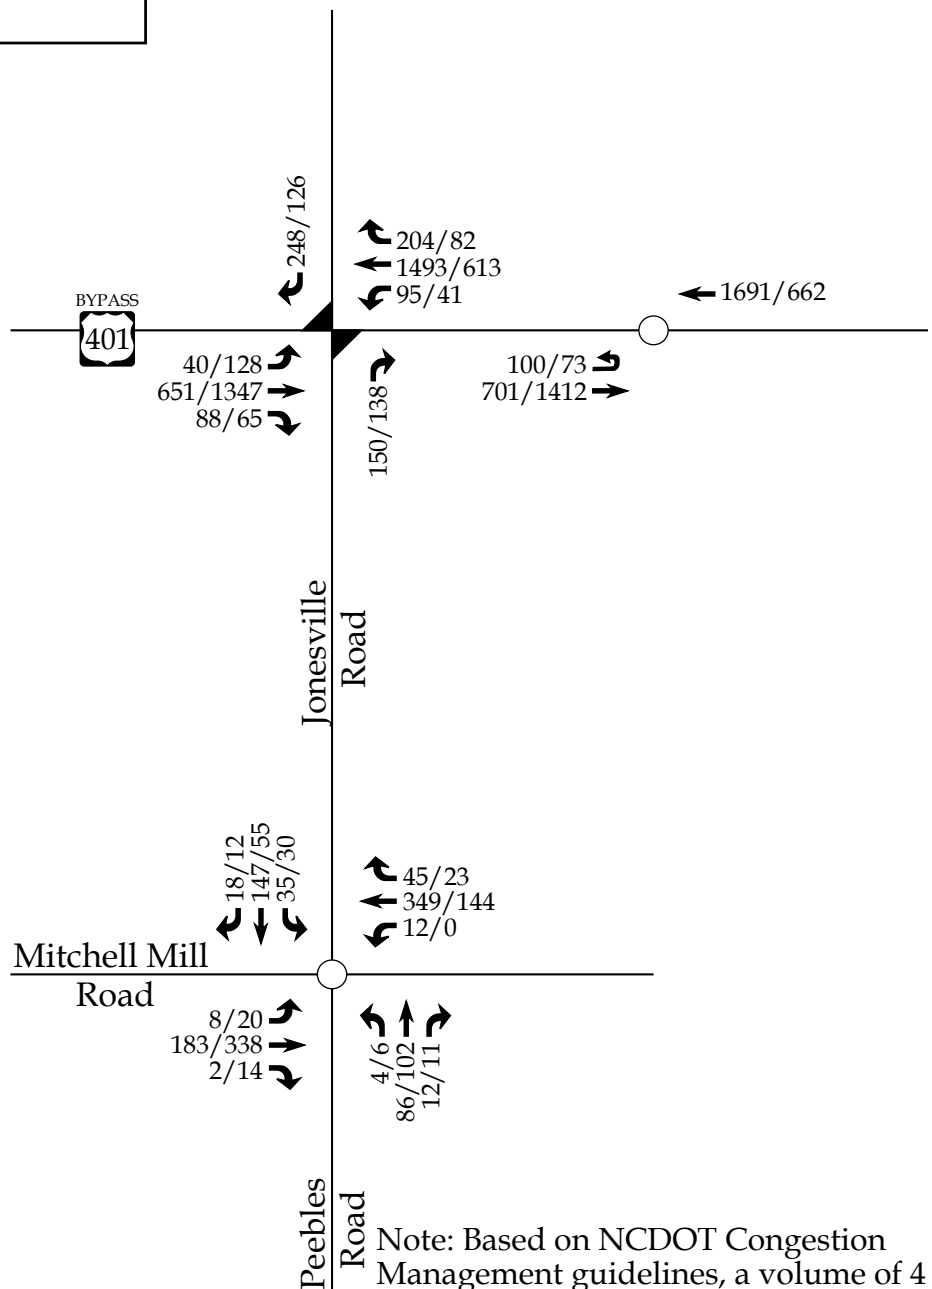 248/126
204/82
1493/613
95/41
1691/662
BYPASS
401
40/128
651/1347
88/65
150/138
100/73
701/1412
Jonesville
Road
18/12
147/55
35/30
45/23
349/144
12/0
Mitchell Mill
Road
8/20
183/338
2/14
4/6
86/102
12/11
Peebles
Road
Note: Based on NCDOT Congestion
Management guidelines, a volume of 4